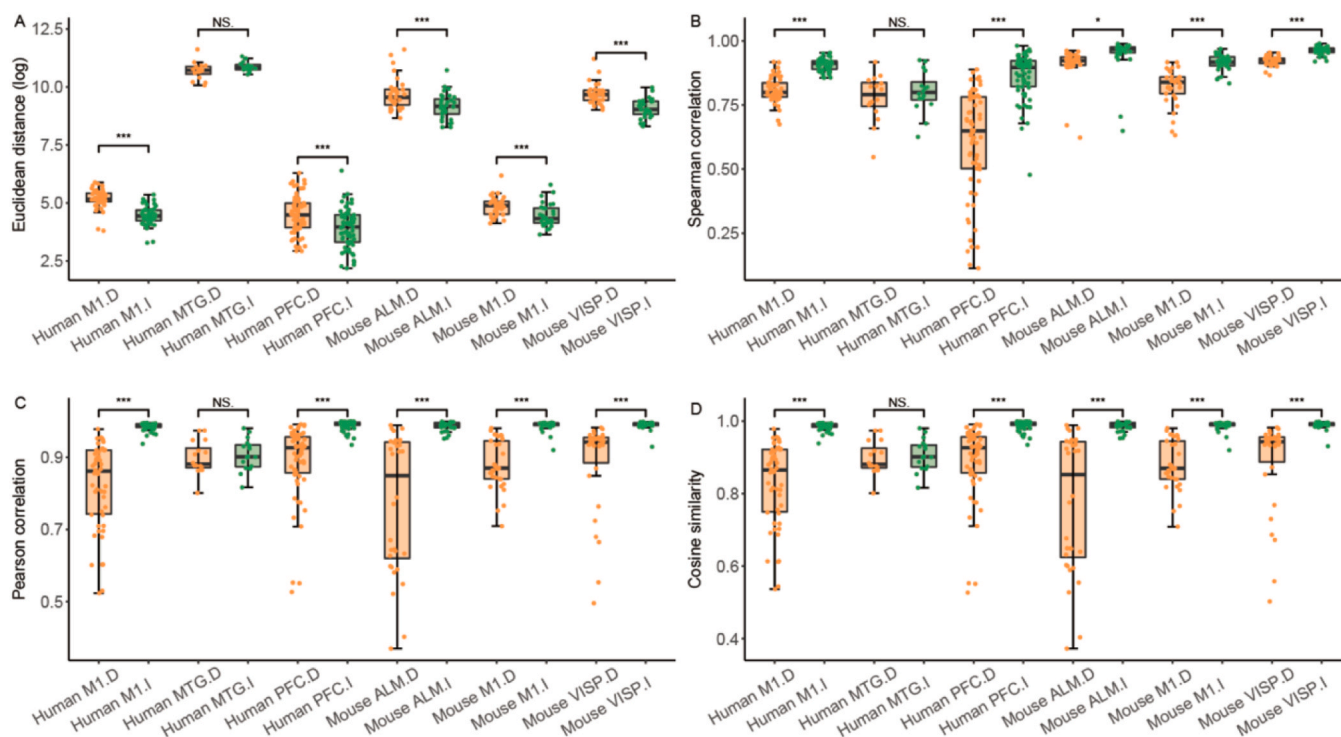 A
Euclidean distance (log)
12.5
10.0
7.5
5.0
2.5
***
NS.
***
***
***
***
Human M1.D
Human M1.I
Human MTG.D
Human MTG.I
Human PFC.D
Human PFC.I
Mouse ALM.D
Mouse ALM.I
Mouse M1.D
Mouse M1.I
Mouse VISP.D
Mouse VISP.I
B
Spearman correlation
1.00
0.75
0.50
0.25
***
NS.
***
*
***
***
Human M1.D
Human M1.I
Human MTG.D
Human MTG.I
Human PFC.D
Human PFC.I
Mouse ALM.D
Mouse ALM.I
Mouse M1.D
Mouse M1.I
Mouse VISP.D
Mouse VISP.I
C
Pearson correlation
0.9
0.7
0.5
***
NS.
***
***
***
***
Human M1.D
Human M1.I
Human MTG.D
Human MTG.I
Human PFC.D
Human PFC.I
Mouse ALM.D
Mouse ALM.I
Mouse M1.D
Mouse M1.I
Mouse VISP.D
Mouse VISP.I
D
Cosine similarity
1.0
0.8
0.6
0.4
***
NS.
***
***
***
***
Human M1.D
Human M1.I
Human MTG.D
Human MTG.I
Human PFC.D
Human PFC.I
Mouse ALM.D
Mouse ALM.I
Mouse M1.D
Mouse M1.I
Mouse VISP.D
Mouse VISP.I